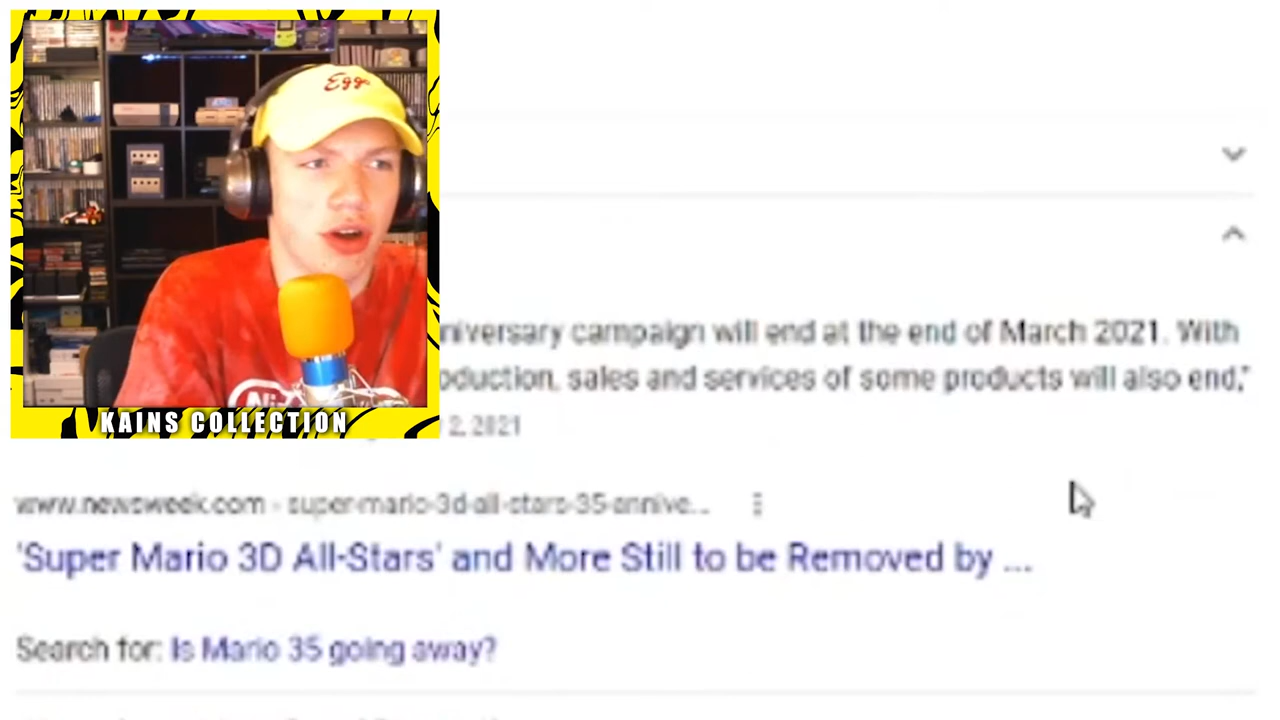 Egg
KAINS COLLECTION
niversary campaign will end at the end of March 2021. With
oduction, sales and services of some products will also end,"
2, 2021
www.newsweek.com › super-mario-3d-all-stars-35-annive...
'Super Mario 3D All-Stars' and More Still to be Removed by ...
Search for: Is Mario 35 going away?